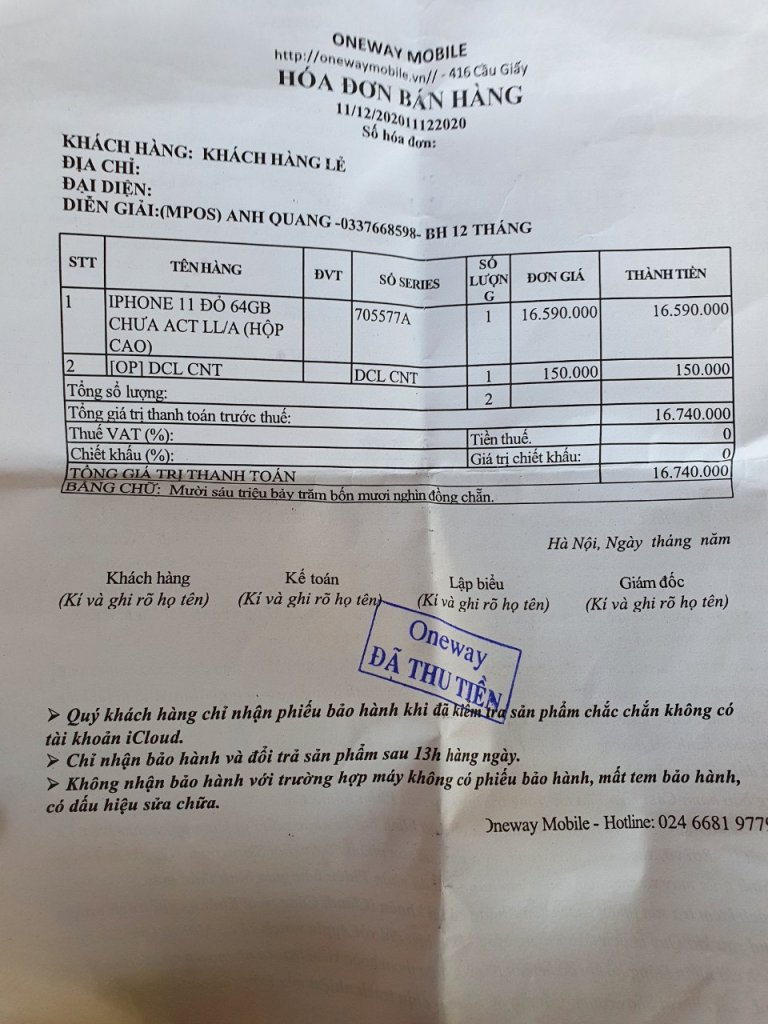 ONEWAY MOBILE
http://onewaymobile.vn// - 416 Cầu Giấy
HÓA ĐƠN BÁN HÀNG
11/12/202011122020
Số hóa đơn:
KHÁCH HÀNG: KHÁCH HÀNG LẺ
ĐỊA CHỈ:
ĐẠI DIỆN:
DIỄN GIẢI:(MPOS) ANH QUANG -0337668598- BH 12 THÁNG
STT TÊN HÀNG ĐVT SỐ SERIES SỐ LƯỢNG ĐƠN GIÁ THÀNH TIỀN
1 IPHONE 11 ĐỎ 64GB 705577A 1 16.590.000 16.590.000
CHƯA ACT LL/A (HỘP
CAO)
2 [OP] DCL CNT DCL CNT 1 150.000 150.000
Tổng số lượng: 2
Tổng giá trị thanh toán trước thuế: 16.740.000
Thuế VAT (%): Tiền thuế. 0
Chiết khấu (%): Giá trị chiết khấu: 0
TỔNG GIÁ TRỊ THANH TOÁN 16.740.000
BẰNG CHỮ: Mười sáu triệu bảy trăm bốn mươi nghìn đồng chẵn.
Hà Nội, Ngày tháng năm
Khách hàng Kế toán Lập biểu Giám đốc
(Kí và ghi rõ họ tên) (Kí và ghi rõ họ tên) (Kí và ghi rõ họ tên) (Kí và ghi rõ họ tên)
Oneway
ĐÃ THU TIỀN
➢ Quý khách hàng chỉ nhận phiếu bảo hành khi đã kiểm tra sản phẩm chắc chắn không có
tài khoản iCloud.
➢ Chỉ nhận bảo hành và đổi trả sản phẩm sau 13h hàng ngày.
➢ Không nhận bảo hành với trường hợp máy không có phiếu bảo hành, mất tem bảo hành,
có dấu hiệu sửa chữa.
Oneway Mobile - Hotline: 024 6681 9779